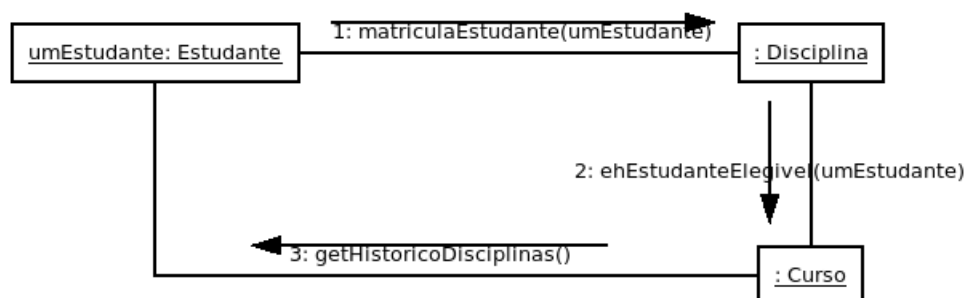 1: matriculaEstudante(umEstudante)
umEstudante: Estudante
: Disciplina
2: ehEstudanteElegivel(umEstudante)
3: getHistoricoDisciplinas()
: Curso